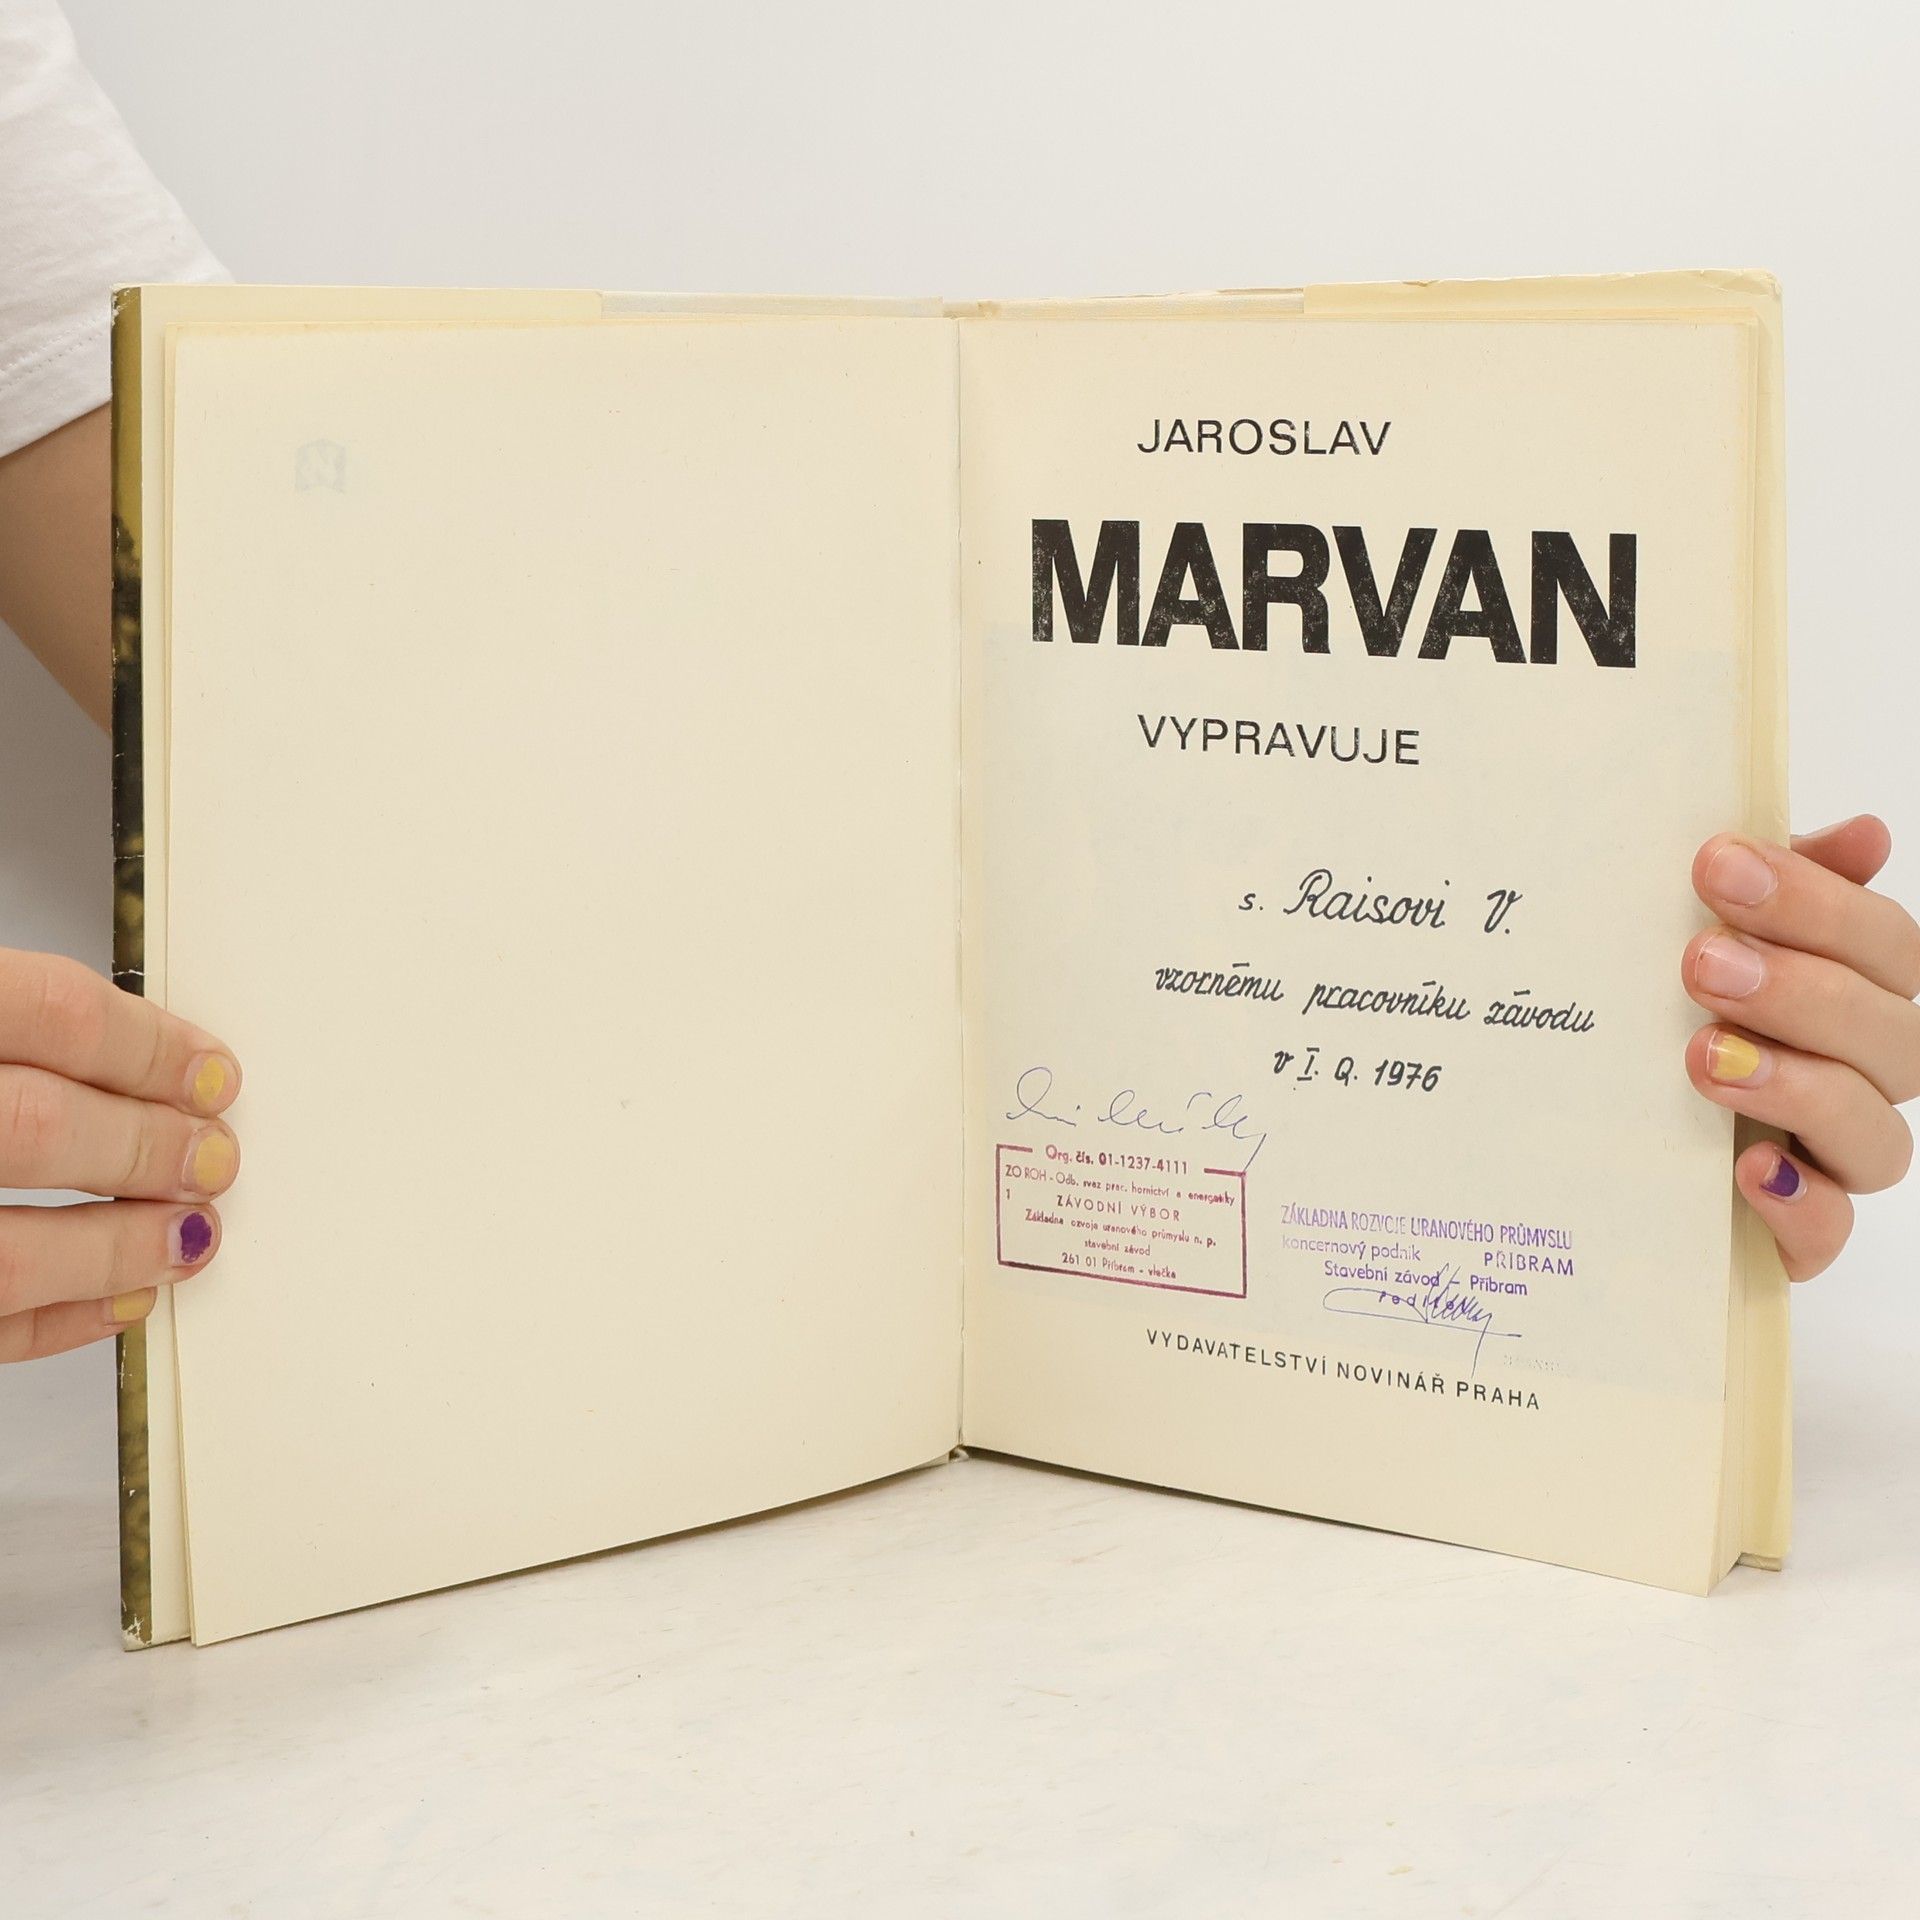 JAROSLAV
MARVAN
VYPRAVUJE
s. Raisovi V.
vzornému pracovníku závodu
v I. Q. 1976
Org. čís. 01-1237-4111
ZO ROH - Odb. svaz prac. hornictví a energetiky
1 ZÁVODNÍ VÝBOR
Základna ozvoje uranového průmyslu n. p.
stavební závod
261 01 Příbram - vlečka
ZÁKLADNA ROZVOJE URANOVÉHO PRŮMYSLU
koncernový podnik PŘÍBRAM
Stavební závod - Příbram
VYDAVATELSTVÍ NOVINÁŘ PRAHA